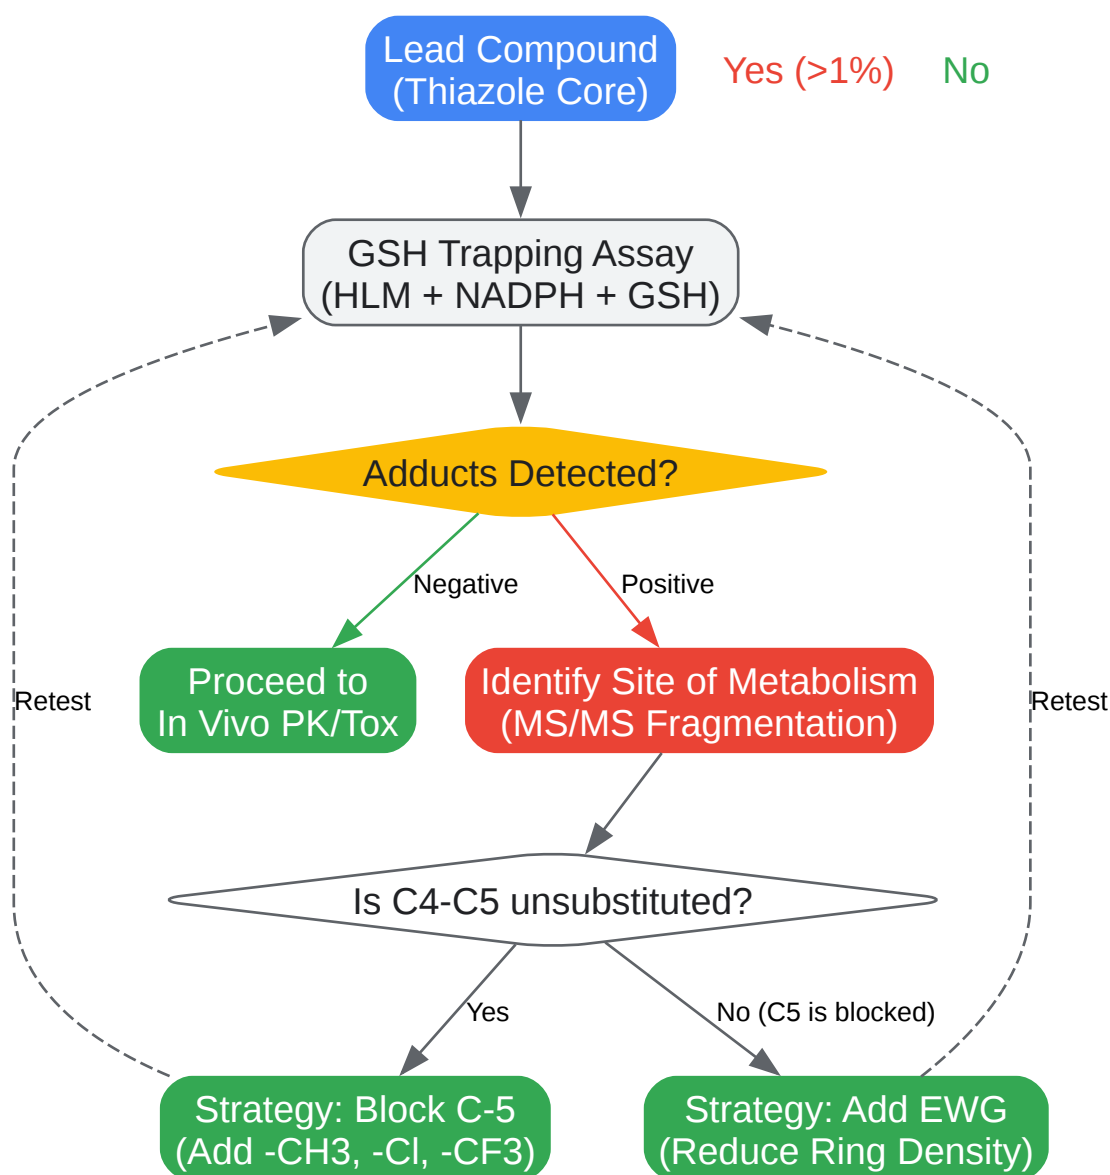 Lead Compound
(Thiazole Core)
Yes (>1%)
No
GSH Trapping Assay
(HLM + NADPH + GSH)
Adducts Detected?
Negative
Positive
Proceed to
In Vivo PK/Tox
Identify Site of Metabolism
(MS/MS Fragmentation)
Retest
Retest
Is C4-C5 unsubstituted?
Yes
No (C5 is blocked)
Strategy: Block C-5
(Add -CH3, -Cl, -CF3)
Strategy: Add EWG
(Reduce Ring Density)